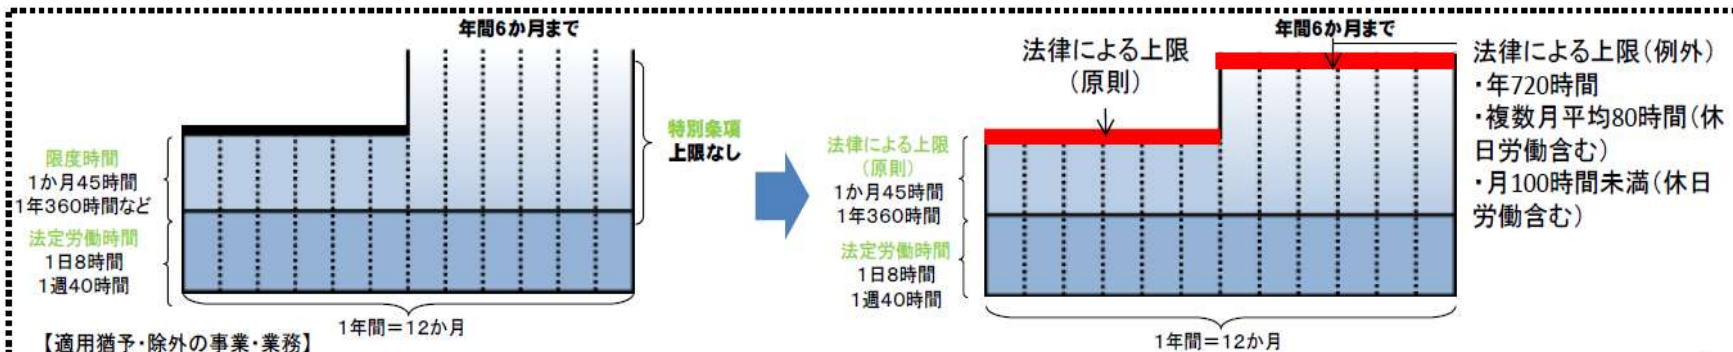 年間6か月まで
限度時間
1か月45時間
1年360時間など
法定労働時間
1日8時間
1週40時間
特別条項
上限なし
1年間＝12か月
【適用猶予・除外の事業・業務】
年間6か月まで
法律による上限
（原則）
法律による上限
（原則）
1か月45時間
1年360時間
法定労働時間
1日8時間
1週40時間
1年間＝12か月
法律による上限（例外）
・年720時間
・複数月平均80時間（休
日労働含む）
・月100時間未満（休日
労働含む）